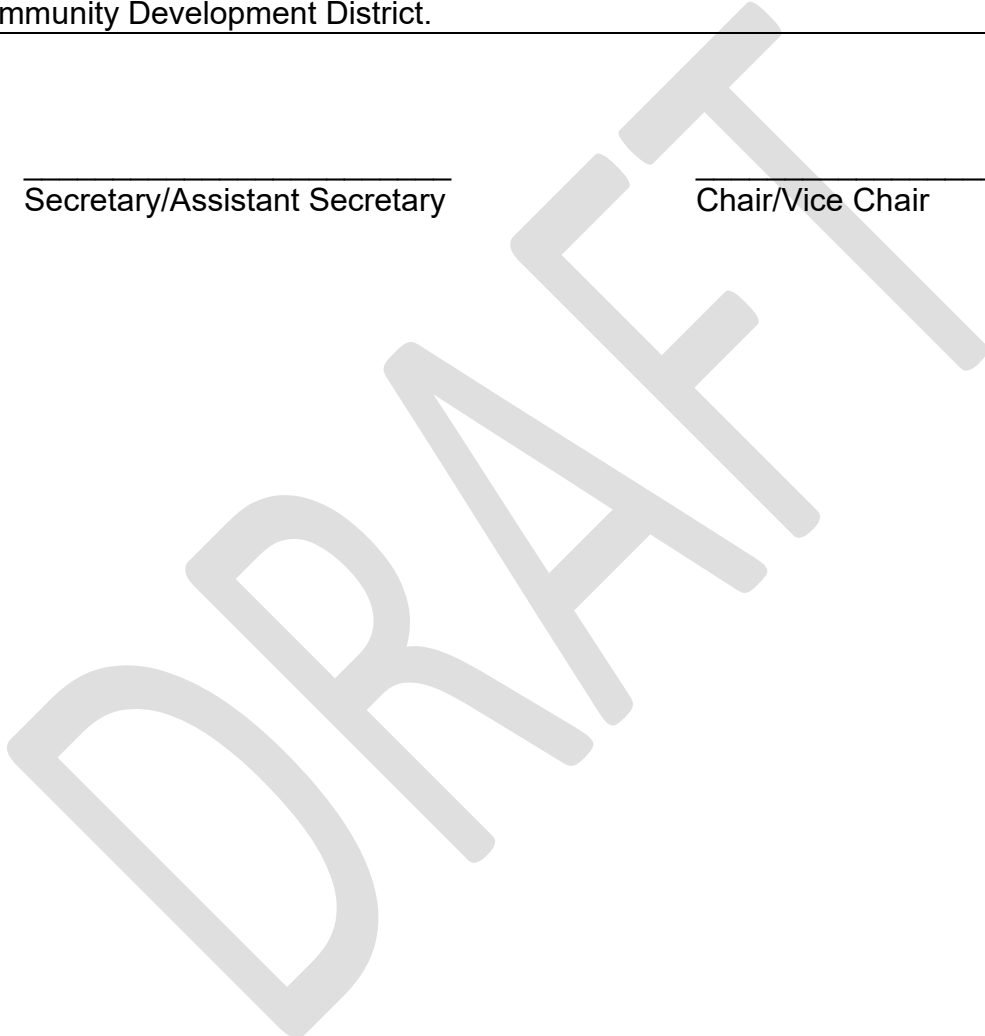 mmunity Development District.
Secretary/Assistant Secretary Chair/Vice Chair
DRAFT